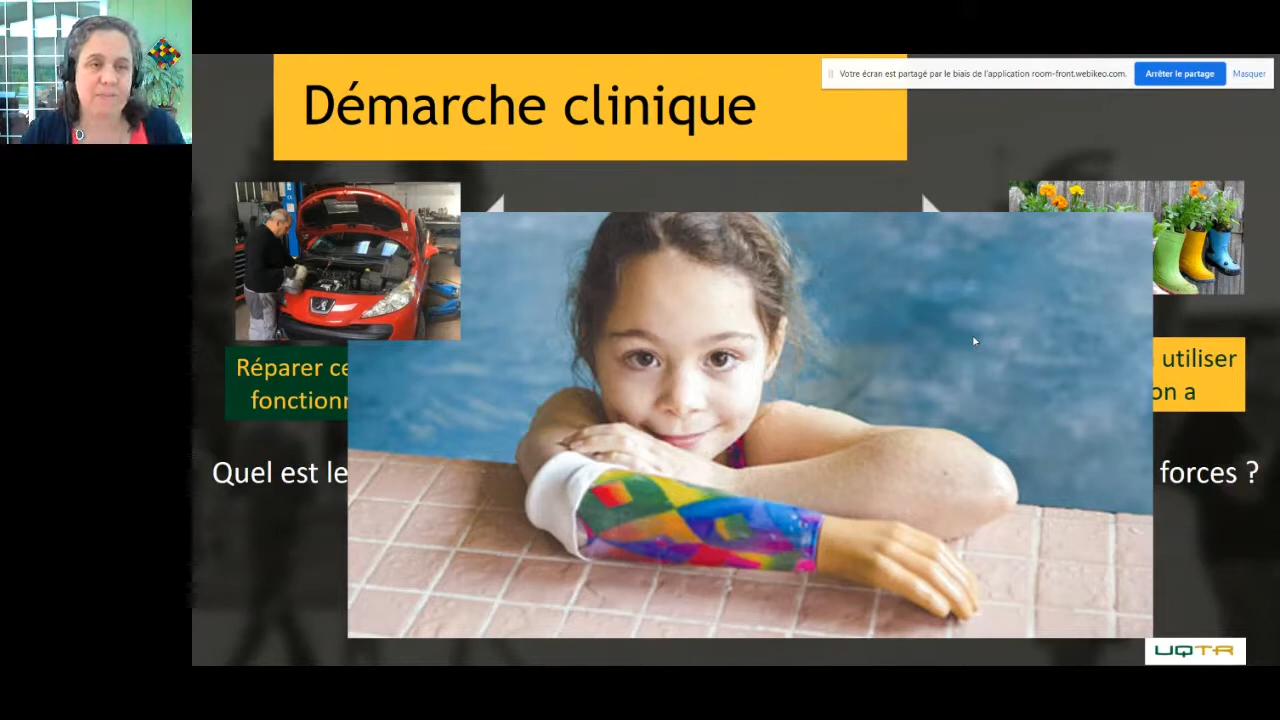 Démarche clinique
Votre écran est partagé par le biais de l'application room-front.webikeo.com.
Arrêter le partage
Masquer
Réparer ce
fonctionn
utiliser
on a
Quel est le
forces ?
UQTR